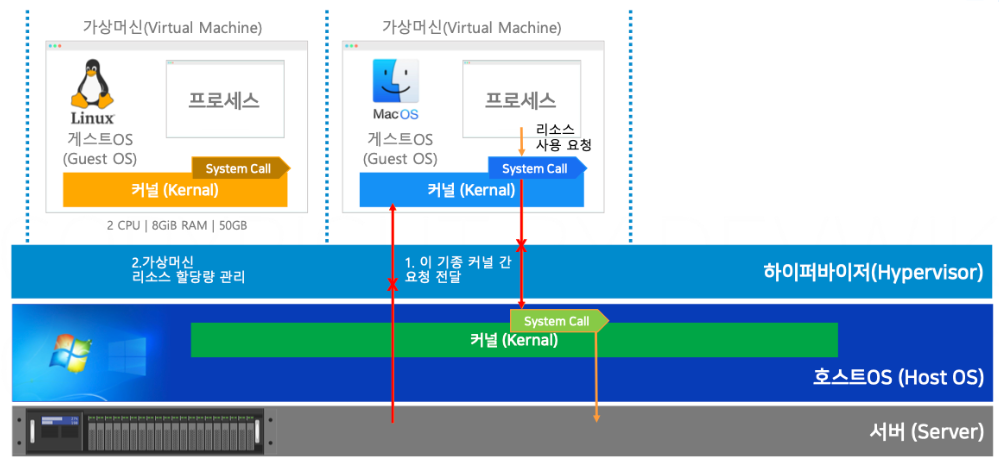 가상머신(Virtual Machine)
Linux
프로세스
게스트OS
(Guest OS)
System Call
커널 (Kernal)
2 CPU | 8GiB RAM | 50GB
가상머신(Virtual Machine)
MacOS
프로세스
게스트OS
(Guest OS)
리소스
사용 요청
System Call
커널 (Kernal)
2.가상머신
리소스 할당량 관리
1. 이 기종 커널 간
요청 전달
하이퍼바이저(Hypervisor)
System Call
커널 (Kernal)
호스트OS (Host OS)
서버 (Server)